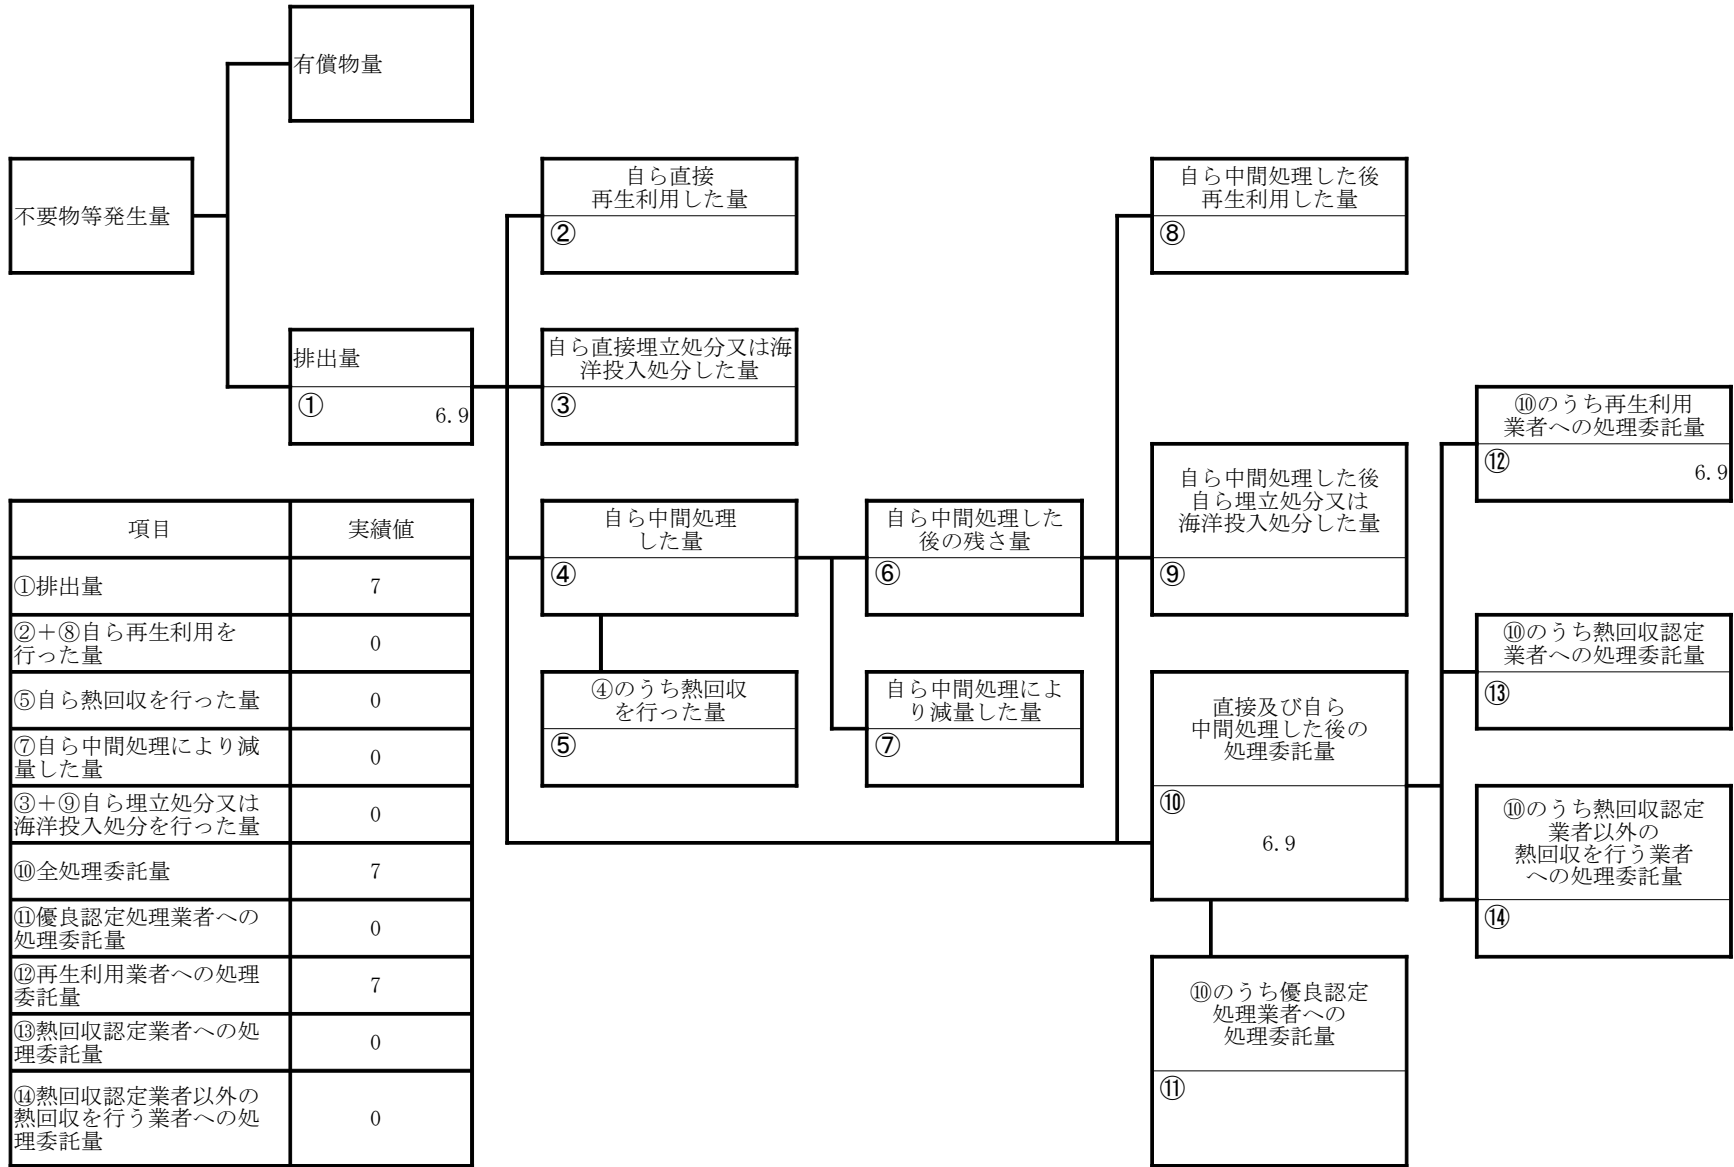 有償物量
不要物等発生量
自ら直接
再生利用した量
②
自ら中間処理した後
再生利用した量
⑧
排出量
①
6.9
自ら直接埋立処分又は海
洋投入処分した量
③
⑩のうち再生利用
業者への処理委託量
⑫
6.9
自ら中間処理
した量
④
自ら中間処理した
後の残さ量
⑥
自ら中間処理した後
自ら埋立処分又は
海洋投入処分した量
⑨
⑩のうち熱回収認定
業者への処理委託量
⑬
④のうち熱回収
を行った量
⑤
自ら中間処理によ
り減量した量
⑦
直接及び自ら
中間処理した後の
処理委託量
⑩
6.9
⑩のうち熱回収認定
業者以外の
熱回収を行う業者
への処理委託量
⑭
⑩のうち優良認定
処理業者への
処理委託量
⑪
項目 実績値
①排出量 7
②+⑧自ら再生利用を
行った量 0
⑤自ら熱回収を行った量 0
⑦自ら中間処理により減
量した量 0
③+⑨自ら埋立処分又は
海洋投入処分を行った量 0
⑩全処理委託量 7
⑪優良認定処理業者への
処理委託量 0
⑫再生利用業者への処理
委託量 7
⑬熱回収認定業者への処
理委託量 0
⑭熱回収認定業者以外の
熱回収を行う業者への処
理委託量 0